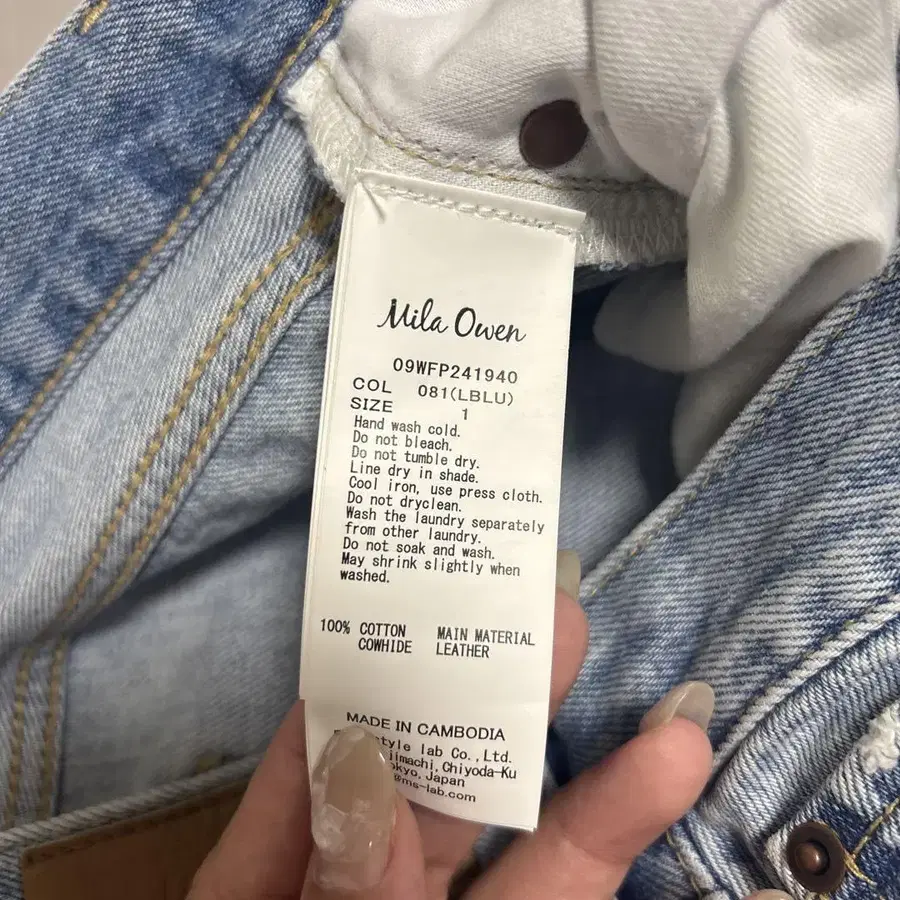 Mila Owen
09WFP241940
COL 081(LBLU)
SIZE 1
Hand wash cold.
Do not bleach.
Do not tumble dry.
Line dry in shade.
Cool iron, use press cloth.
Do not dryclean.
Wash the laundry separately
from other laundry.
Do not soak and wash.
May shrink slightly when
washed.
100% COTTON MAIN MATERIAL
COWHIDE LEATHER
MADE IN CAMBODIA
lab Co.,Ltd.
Chiyoda-Ku
Japan
@ms-lab.com